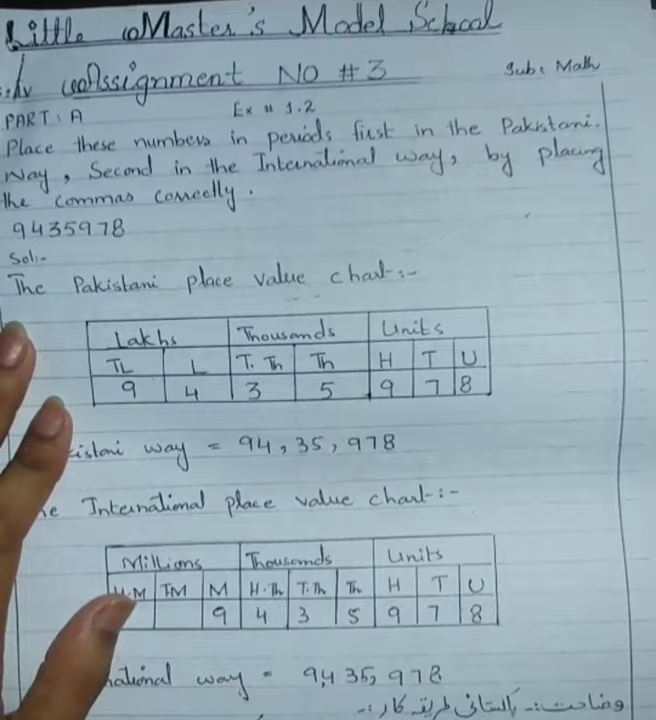 Little Master's Model School
Assignment NO # 3 Sub: Math
PART: A Ex # 1.2
Place these numbers in periods first in the Pakistani
way, Second in the International way, by placing
the commas correctly.
9435978
Sol:-
The Pakistani place value chart:-
Lakhs Thousands Units
TL L T.Th Th H T U
9 4 3 5 9 7 8
way = 94,35,978
International place value chart:-
Millions Thousands Units
TM M H.Th T.Th Th H T U
9 4 3 5 9 7 8
way = 9,435,978
وضاحت:۔ پاکستانی طریقہ کار:۔